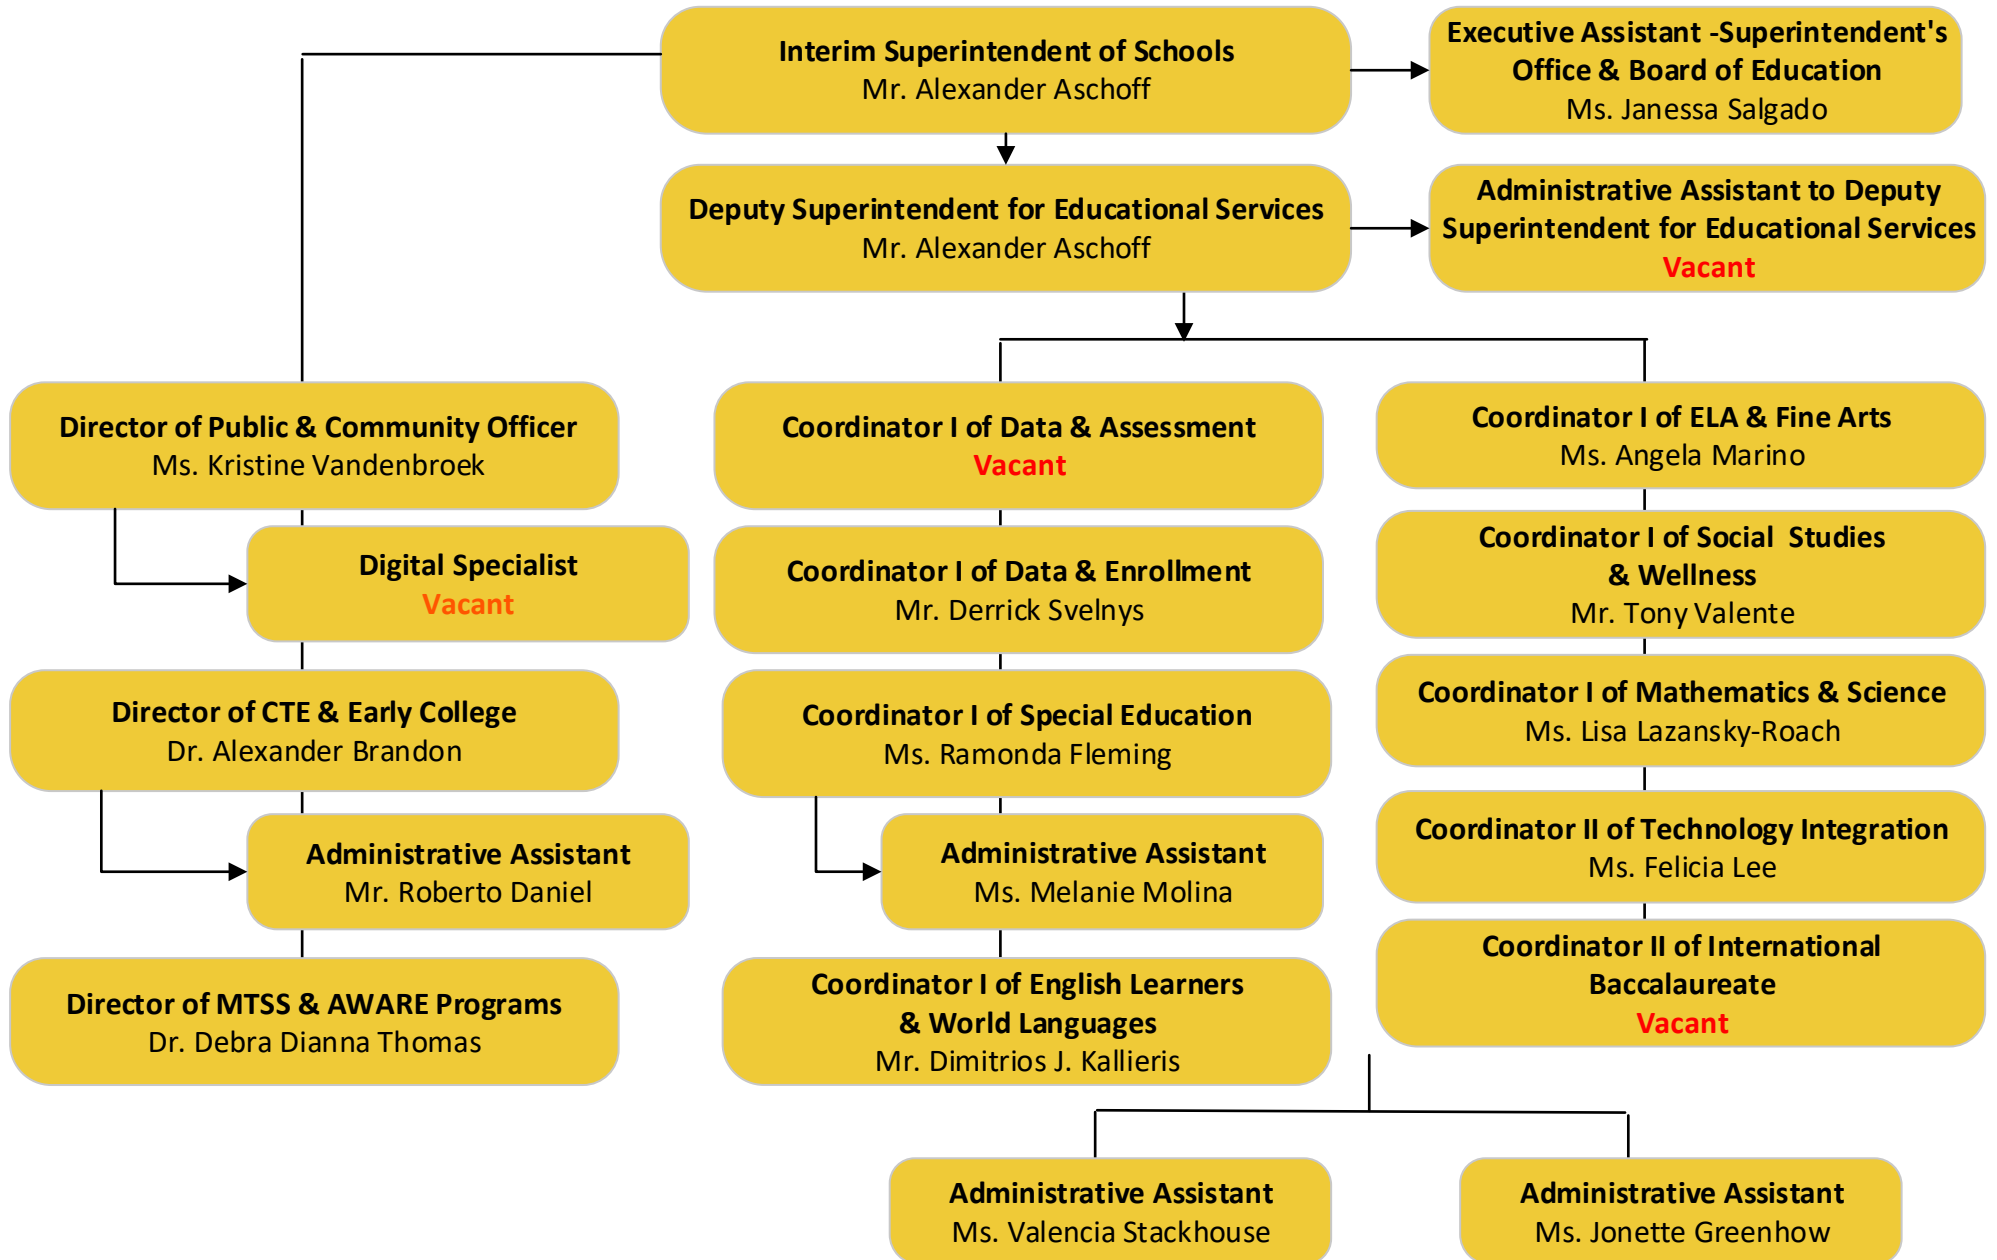 Interim Superintendent of Schools
Mr. Alexander Aschoff
Executive Assistant -Superintendent's
Office & Board of Education
Ms. Janessa Salgado
Deputy Superintendent for Educational Services
Mr. Alexander Aschoff
Administrative Assistant to Deputy
Superintendent for Educational Services
Vacant
Director of Public & Community Officer
Ms. Kristine Vandenbroek
Digital Specialist
Vacant
Director of CTE & Early College
Dr. Alexander Brandon
Administrative Assistant
Mr. Roberto Daniel
Director of MTSS & AWARE Programs
Dr. Debra Dianna Thomas
Coordinator I of Data & Assessment
Vacant
Coordinator I of Data & Enrollment
Mr. Derrick Svelnys
Coordinator I of Special Education
Ms. Ramonda Fleming
Administrative Assistant
Ms. Melanie Molina
Coordinator I of English Learners
& World Languages
Mr. Dimitrios J. Kallieris
Coordinator I of ELA & Fine Arts
Ms. Angela Marino
Coordinator I of Social  Studies
& Wellness
Mr. Tony Valente
Coordinator I of Mathematics & Science
Ms. Lisa Lazansky-Roach
Coordinator II of Technology Integration
Ms. Felicia Lee
Coordinator II of International
Baccalaureate
Vacant
Administrative Assistant
Ms. Valencia Stackhouse
Administrative Assistant
Ms. Jonette Greenhow